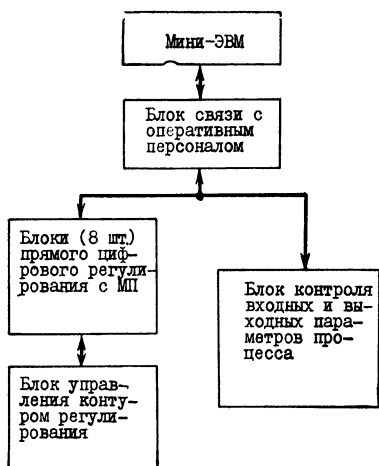 Мини-ЭВМ
Блок связи с
оперативным
персоналом
Блоки (8 шт.)
прямого циф-
рового регули-
рования с МП
Блок контроля
входных и вы-
ходных пара-
метров про-
цесса
Блок управ-
ления конту-
ром регули-
рования